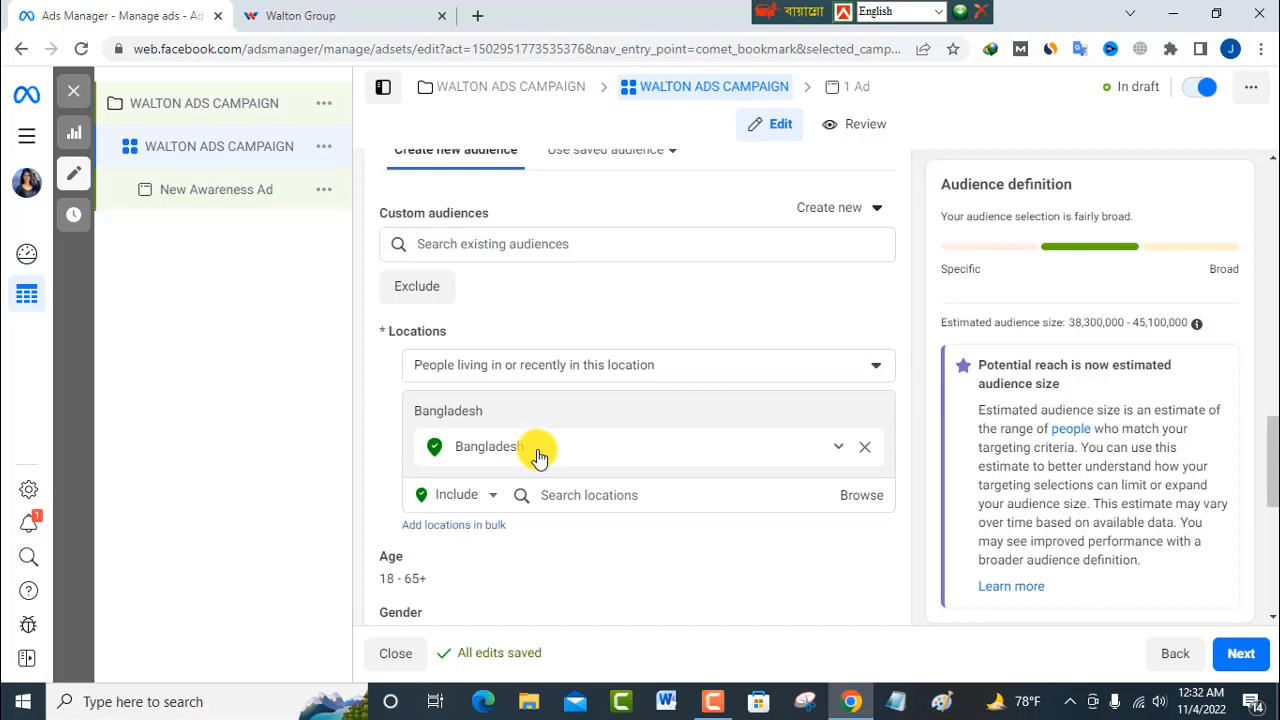 Ads Manager - Manage ads - Ad
Walton Group
বায়ান্নো
English
web.facebook.com/adsmanager/manage/adsets/edit?act=1502951773535376&nav_entry_point=comet_bookmark&selected_camp...
J
WALTON ADS CAMPAIGN
WALTON ADS CAMPAIGN
New Awareness Ad
WALTON ADS CAMPAIGN
WALTON ADS CAMPAIGN
1 Ad
In draft
Edit
Review
Create new audience
Use saved audience
Custom audiences
Create new
Search existing audiences
Exclude
* Locations
People living in or recently in this location
Bangladesh
Bangladesh
Include
Search locations
Browse
Add locations in bulk
Age
18 - 65+
Gender
Audience definition
Your audience selection is fairly broad.
Specific
Broad
Estimated audience size: 38,300,000 - 45,100,000
Potential reach is now estimated
audience size
Estimated audience size is an estimate of
the range of people who match your
targeting criteria. You can use this
estimate to better understand how your
targeting selections can limit or expand
your audience size. This estimate may vary
over time based on available data. You
may see improved performance with a
broader audience definition.
Learn more
1
Close
All edits saved
Back
Next
Type here to search
78°F
12:32 AM
11/4/2022
14